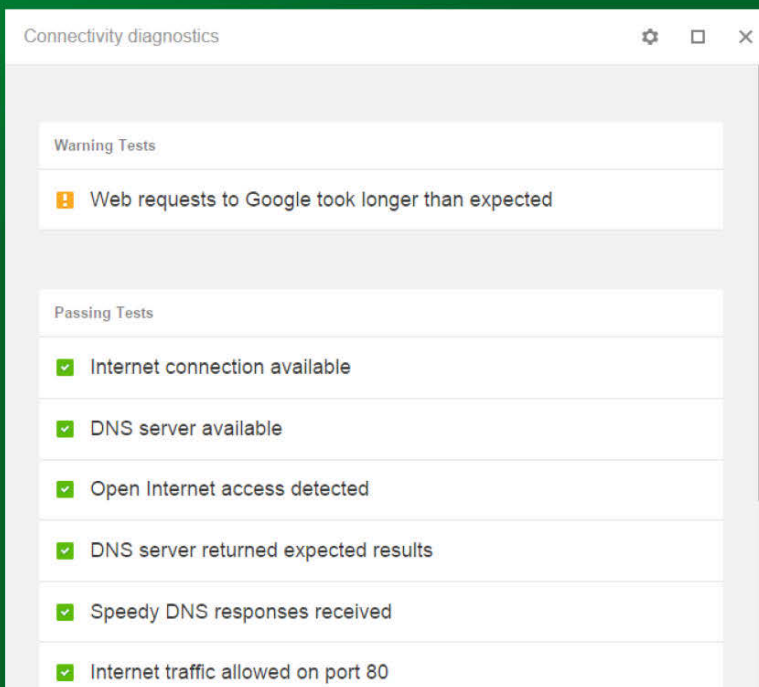 Connectivity diagnostics
Warning Tests
Web requests to Google took longer than expected
Passing Tests
Internet connection available
DNS server available
Open Internet access detected
DNS server returned expected results
Speedy DNS responses received
Internet traffic allowed on port 80